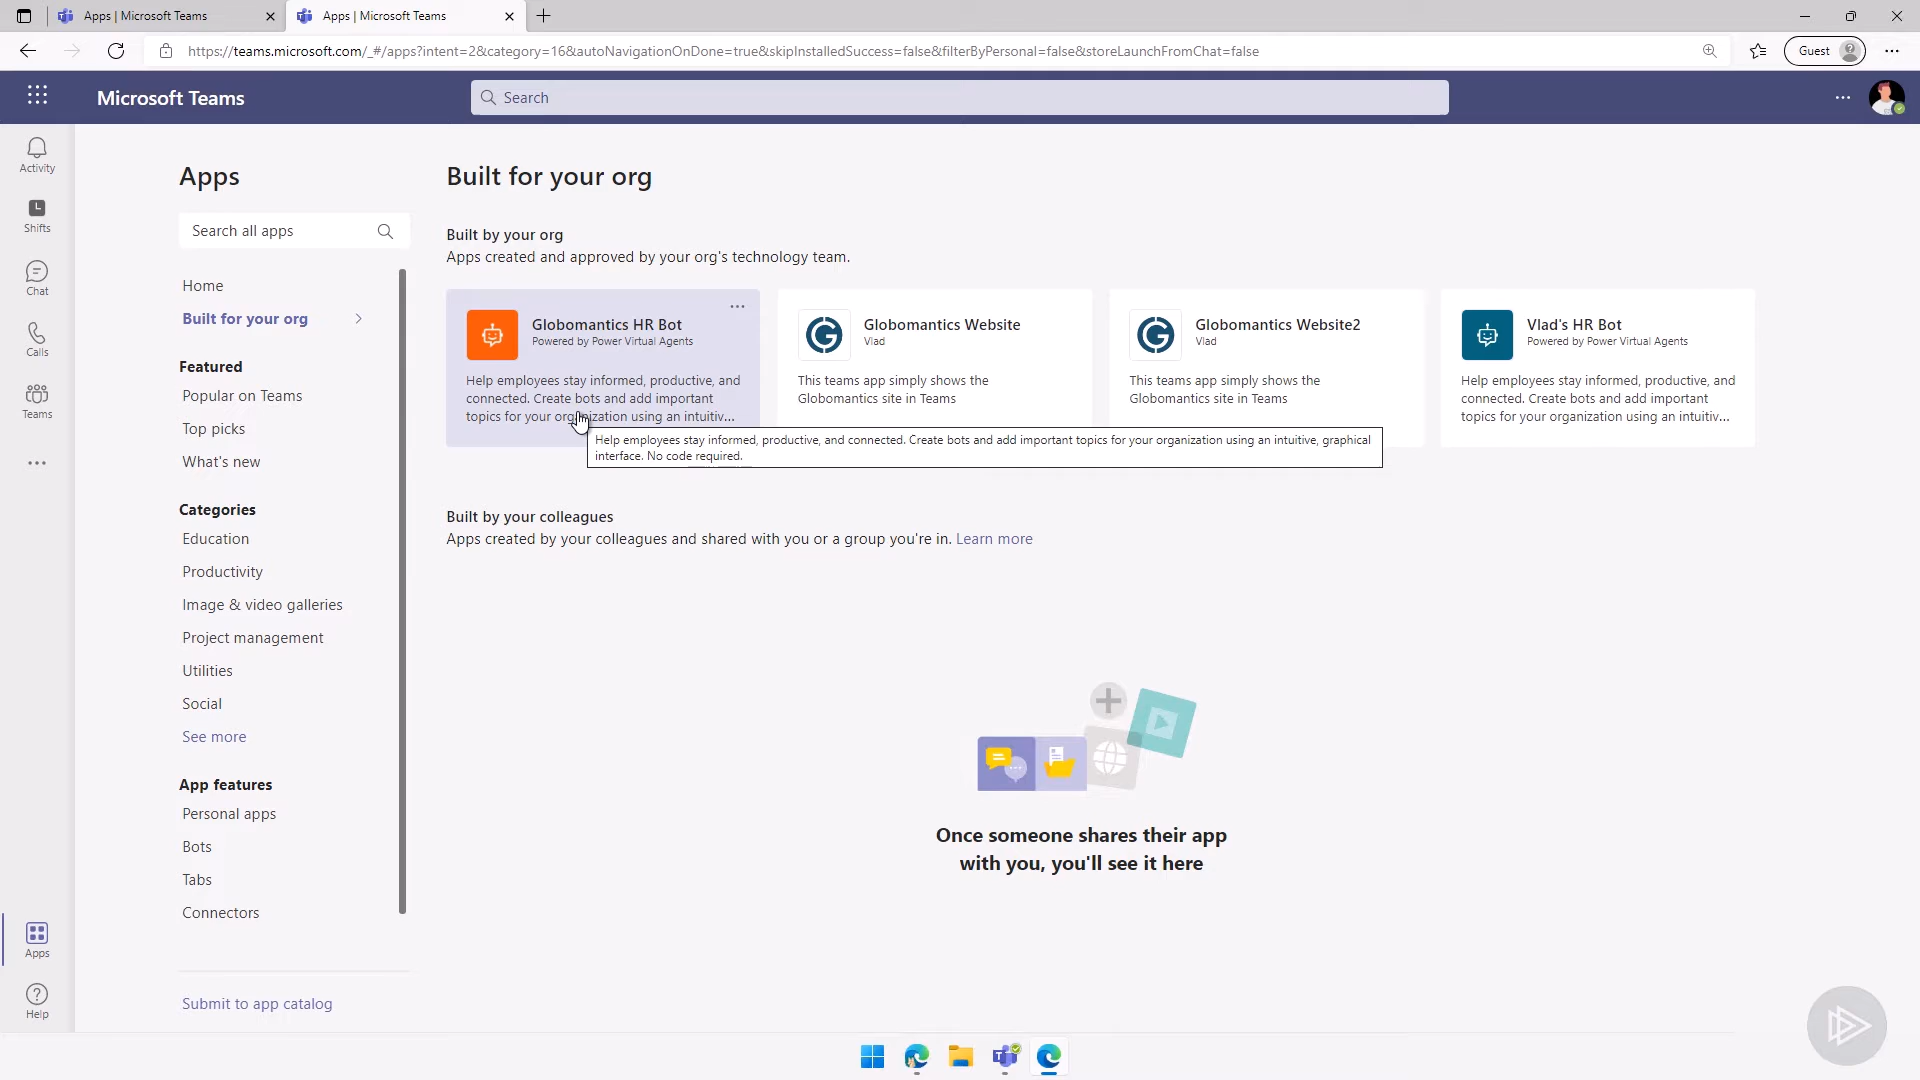 Apps | Microsoft Teams
Apps | Microsoft Teams
https://teams.microsoft.com/_#/apps?intent=2&category=16&autoNavigationOnDone=true&skipInstalledSuccess=false&filterByPersonal=false&storeLaunchFromChat=false
Guest
Microsoft Teams
Search
Activity
Shifts
Chat
Calls
Teams
Apps
Help
Apps
Search all apps
Home
Built for your org
Featured
Popular on Teams
Top picks
What's new
Categories
Education
Productivity
Image & video galleries
Project management
Utilities
Social
See more
App features
Personal apps
Bots
Tabs
Connectors
Submit to app catalog
Built for your org
Built by your org
Apps created and approved by your org's technology team.
Globomantics HR Bot
Powered by Power Virtual Agents
Help employees stay informed, productive, and
connected. Create bots and add important
topics for your organization using an intuitiv...
Globomantics Website
Vlad
This teams app simply shows the
Globomantics site in Teams
Globomantics Website2
Vlad
This teams app simply shows the
Globomantics site in Teams
Vlad's HR Bot
Powered by Power Virtual Agents
Help employees stay informed, productive, and
connected. Create bots and add important
topics for your organization using an intuitiv...
Help employees stay informed, productive, and connected. Create bots and add important topics for your organization using an intuitive, graphical
interface. No code required.
Built by your colleagues
Apps created by your colleagues and shared with you or a group you're in. Learn more
Once someone shares their app
with you, you'll see it here